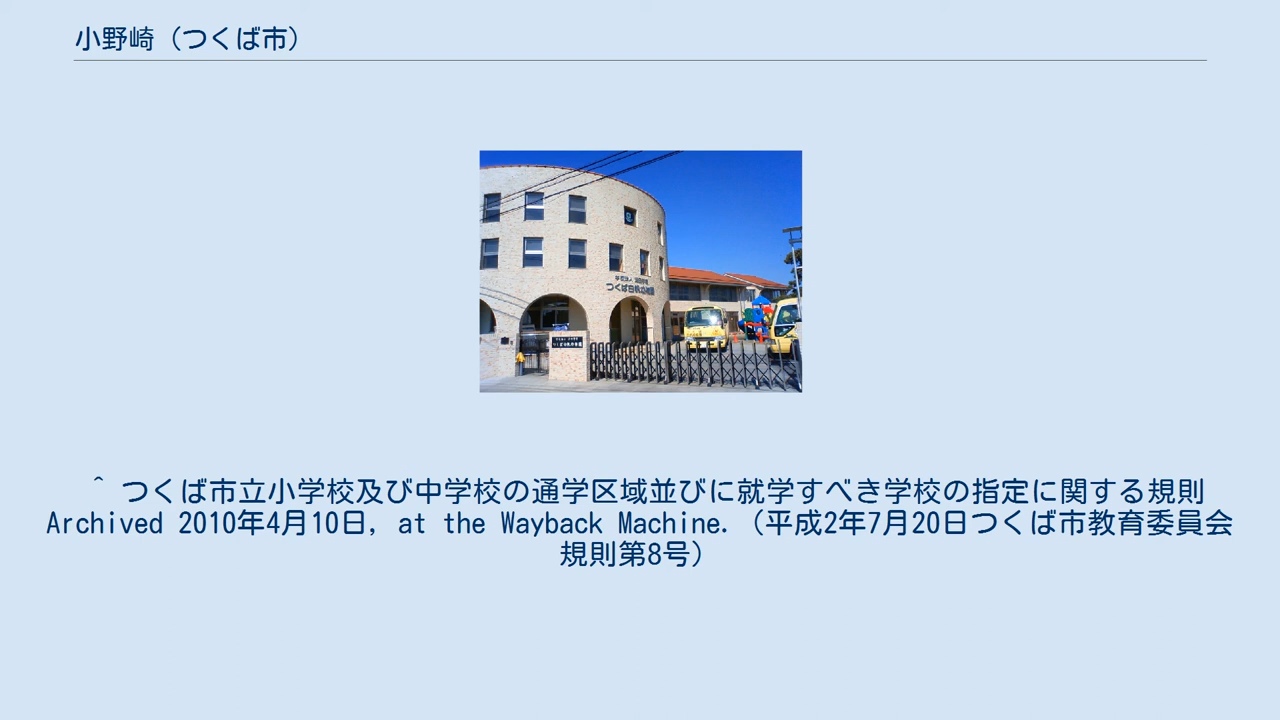 小野崎（つくば市）
^ つくば市立小学校及び中学校の通学区域並びに就学すべき学校の指定に関する規則
Archived 2010年4月10日, at the Wayback Machine.（平成2年7月20日つくば市教育委員会
規則第8号）